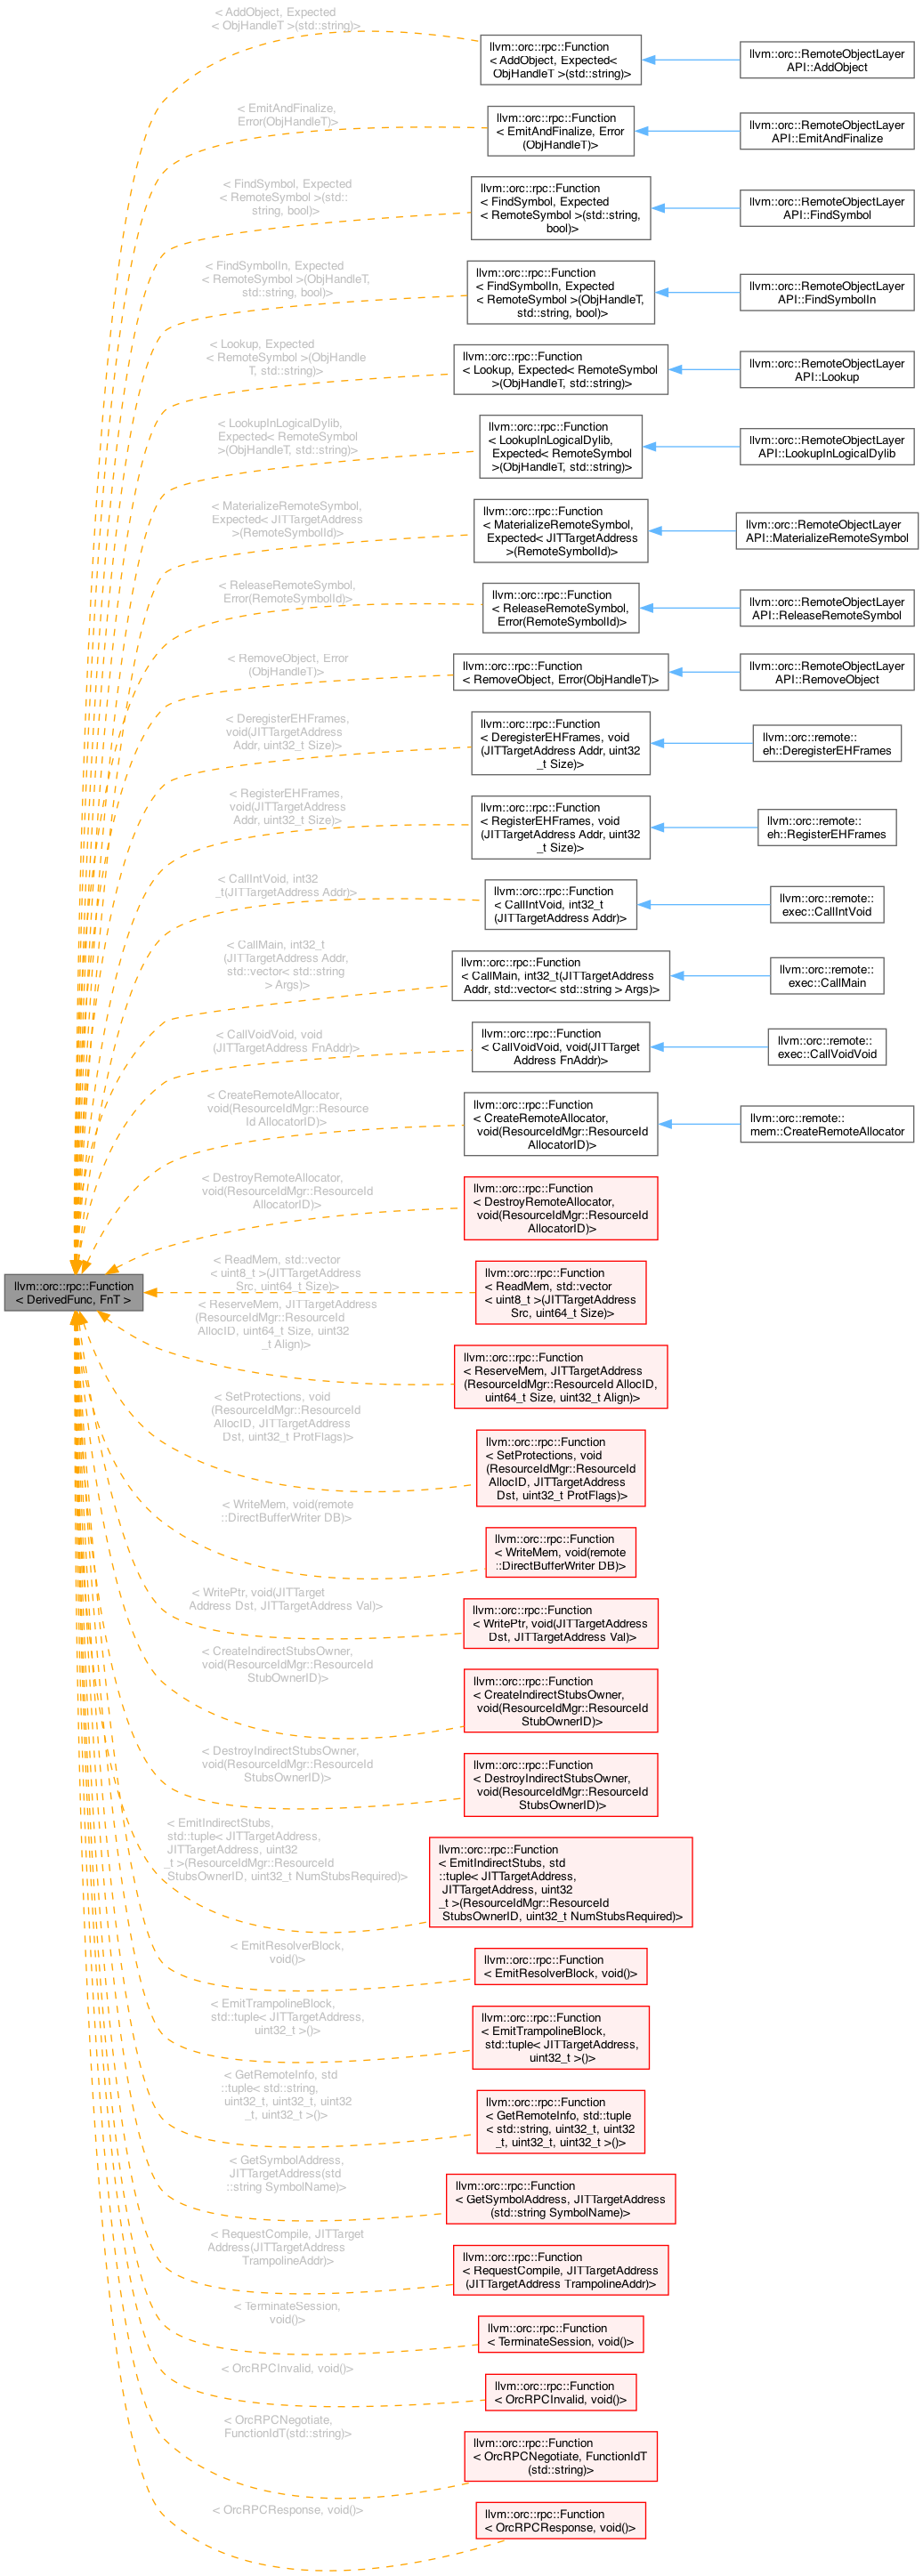 < AddObject, Expected
< ObjHandleT >(std::string)>
llvm::orc::rpc::Function
< AddObject, Expected<
ObjHandleT >(std::string)>
llvm::orc::RemoteObjectLayer
API::AddObject
< EmitAndFinalize,
Error(ObjHandleT)>
llvm::orc::rpc::Function
< EmitAndFinalize, Error
(ObjHandleT)>
llvm::orc::RemoteObjectLayer
API::EmitAndFinalize
< FindSymbol, Expected
< RemoteSymbol >(std::
string, bool)>
llvm::orc::rpc::Function
< FindSymbol, Expected
< RemoteSymbol >(std::string,
bool)>
llvm::orc::RemoteObjectLayer
API::FindSymbol
< FindSymbolIn, Expected
< RemoteSymbol >(ObjHandleT,
std::string, bool)>
llvm::orc::rpc::Function
< FindSymbolIn, Expected
< RemoteSymbol >(ObjHandleT,
std::string, bool)>
llvm::orc::RemoteObjectLayer
API::FindSymbolIn
< Lookup, Expected
< RemoteSymbol >(ObjHandle
T, std::string)>
llvm::orc::rpc::Function
< Lookup, Expected< RemoteSymbol
>(ObjHandleT, std::string)>
llvm::orc::RemoteObjectLayer
API::Lookup
< LookupInLogicalDylib,
Expected< RemoteSymbol
>(ObjHandleT, std::string)>
llvm::orc::rpc::Function
< LookupInLogicalDylib,
Expected< RemoteSymbol
>(ObjHandleT, std::string)>
llvm::orc::RemoteObjectLayer
API::LookupInLogicalDylib
< MaterializeRemoteSymbol,
Expected< JITTargetAddress
>(RemoteSymbolId)>
llvm::orc::rpc::Function
< MaterializeRemoteSymbol,
Expected< JITTargetAddress
>(RemoteSymbolId)>
llvm::orc::RemoteObjectLayer
API::MaterializeRemoteSymbol
< ReleaseRemoteSymbol,
Error(RemoteSymbolId)>
llvm::orc::rpc::Function
< ReleaseRemoteSymbol,
Error(RemoteSymbolId)>
llvm::orc::RemoteObjectLayer
API::ReleaseRemoteSymbol
< RemoveObject, Error
(ObjHandleT)>
llvm::orc::rpc::Function
< RemoveObject, Error(ObjHandleT)>
llvm::orc::RemoteObjectLayer
API::RemoveObject
< DeregisterEHFrames,
void(JITTargetAddress
Addr, uint32_t Size)>
llvm::orc::rpc::Function
< DeregisterEHFrames, void
(JITTargetAddress Addr, uint32
_t Size)>
llvm::orc::remote::
eh::DeregisterEHFrames
< RegisterEHFrames,
void(JITTargetAddress
Addr, uint32_t Size)>
llvm::orc::rpc::Function
< RegisterEHFrames, void
(JITTargetAddress Addr, uint32
_t Size)>
llvm::orc::remote::
eh::RegisterEHFrames
< CallIntVoid, int32
_t(JITTargetAddress Addr)>
llvm::orc::rpc::Function
< CallIntVoid, int32_t
(JITTargetAddress Addr)>
llvm::orc::remote::
exec::CallIntVoid
< CallMain, int32_t
(JITTargetAddress Addr,
std::vector< std::string
> Args)>
llvm::orc::rpc::Function
< CallMain, int32_t(JITTargetAddress
Addr, std::vector< std::string > Args)>
llvm::orc::remote::
exec::CallMain
< CallVoidVoid, void
(JITTargetAddress FnAddr)>
llvm::orc::rpc::Function
< CallVoidVoid, void(JITTarget
Address FnAddr)>
llvm::orc::remote::
exec::CallVoidVoid
< CreateRemoteAllocator,
void(ResourceIdMgr::Resource
Id AllocatorID)>
llvm::orc::rpc::Function
< CreateRemoteAllocator,
void(ResourceIdMgr::ResourceId
AllocatorID)>
llvm::orc::remote::
mem::CreateRemoteAllocator
< DestroyRemoteAllocator,
void(ResourceIdMgr::ResourceId
AllocatorID)>
llvm::orc::rpc::Function
< DestroyRemoteAllocator,
void(ResourceIdMgr::ResourceId
AllocatorID)>
llvm::orc::rpc::Function
< DerivedFunc, FnT >
< ReadMem, std::vector
< uint8_t >(JITTargetAddress
Src, uint64_t Size)>
llvm::orc::rpc::Function
< ReadMem, std::vector
< uint8_t >(JITTargetAddress
Src, uint64_t Size)>
< ReserveMem, JITTargetAddress
(ResourceIdMgr::ResourceId
AllocID, uint64_t Size, uint32
_t Align)>
llvm::orc::rpc::Function
< ReserveMem, JITTargetAddress
(ResourceIdMgr::ResourceId AllocID,
uint64_t Size, uint32_t Align)>
< SetProtections, void
(ResourceIdMgr::ResourceId
AllocID, JITTargetAddress
Dst, uint32_t ProtFlags)>
llvm::orc::rpc::Function
< SetProtections, void
(ResourceIdMgr::ResourceId
AllocID, JITTargetAddress
Dst, uint32_t ProtFlags)>
< WriteMem, void(remote
::DirectBufferWriter DB)>
llvm::orc::rpc::Function
< WriteMem, void(remote
::DirectBufferWriter DB)>
< WritePtr, void(JITTarget
Address Dst, JITTargetAddress Val)>
llvm::orc::rpc::Function
< WritePtr, void(JITTargetAddress
Dst, JITTargetAddress Val)>
< CreateIndirectStubsOwner,
void(ResourceIdMgr::ResourceId
StubOwnerID)>
llvm::orc::rpc::Function
< CreateIndirectStubsOwner,
void(ResourceIdMgr::ResourceId
StubOwnerID)>
< DestroyIndirectStubsOwner,
void(ResourceIdMgr::ResourceId
StubsOwnerID)>
llvm::orc::rpc::Function
< DestroyIndirectStubsOwner,
void(ResourceIdMgr::ResourceId
StubsOwnerID)>
< EmitIndirectStubs,
std::tuple< JITTargetAddress,
JITTargetAddress, uint32
_t >(ResourceIdMgr::ResourceId
StubsOwnerID, uint32_t NumStubsRequired)>
llvm::orc::rpc::Function
< EmitIndirectStubs, std
::tuple< JITTargetAddress,
JITTargetAddress, uint32
_t >(ResourceIdMgr::ResourceId
StubsOwnerID, uint32_t NumStubsRequired)>
< EmitResolverBlock,
void()>
llvm::orc::rpc::Function
< EmitResolverBlock, void()>
< EmitTrampolineBlock,
std::tuple< JITTargetAddress,
uint32_t >()>
llvm::orc::rpc::Function
< EmitTrampolineBlock,
std::tuple< JITTargetAddress,
uint32_t >()>
< GetRemoteInfo, std
::tuple< std::string,
uint32_t, uint32_t, uint32
_t, uint32_t >()>
llvm::orc::rpc::Function
< GetRemoteInfo, std::tuple
< std::string, uint32_t, uint32
_t, uint32_t, uint32_t >()>
< GetSymbolAddress,
JITTargetAddress(std
::string SymbolName)>
llvm::orc::rpc::Function
< GetSymbolAddress, JITTargetAddress
(std::string SymbolName)>
< RequestCompile, JITTarget
Address(JITTargetAddress
TrampolineAddr)>
llvm::orc::rpc::Function
< RequestCompile, JITTargetAddress
(JITTargetAddress TrampolineAddr)>
< TerminateSession,
void()>
llvm::orc::rpc::Function
< TerminateSession, void()>
< OrcRPCInvalid, void()>
llvm::orc::rpc::Function
< OrcRPCInvalid, void()>
< OrcRPCNegotiate,
FunctionIdT(std::string)>
llvm::orc::rpc::Function
< OrcRPCNegotiate, FunctionIdT
(std::string)>
< OrcRPCResponse, void()>
llvm::orc::rpc::Function
< OrcRPCResponse, void()>